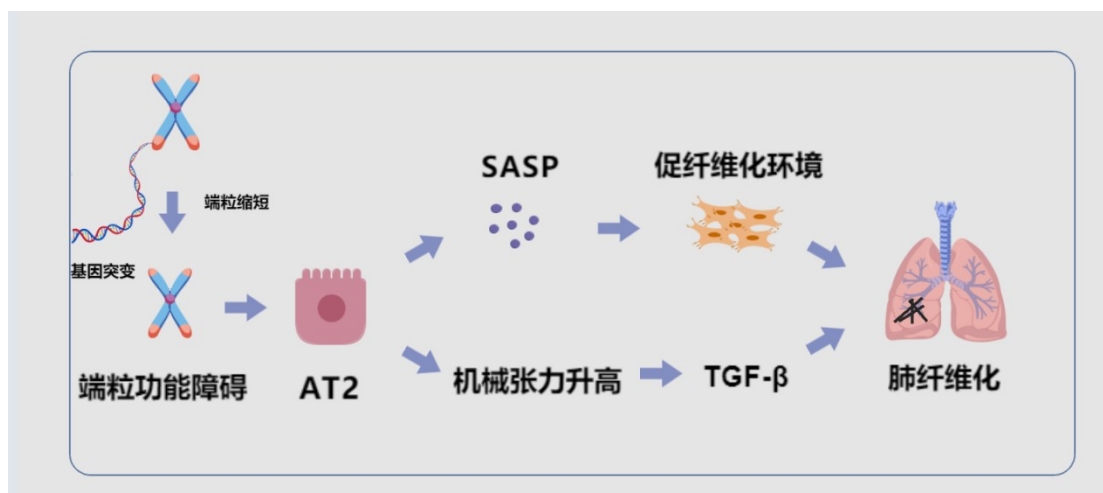 端粒缩短
基因突变
端粒功能障碍
AT2
SASP
促纤维化环境
机械张力升高
TGF-β
肺纤维化